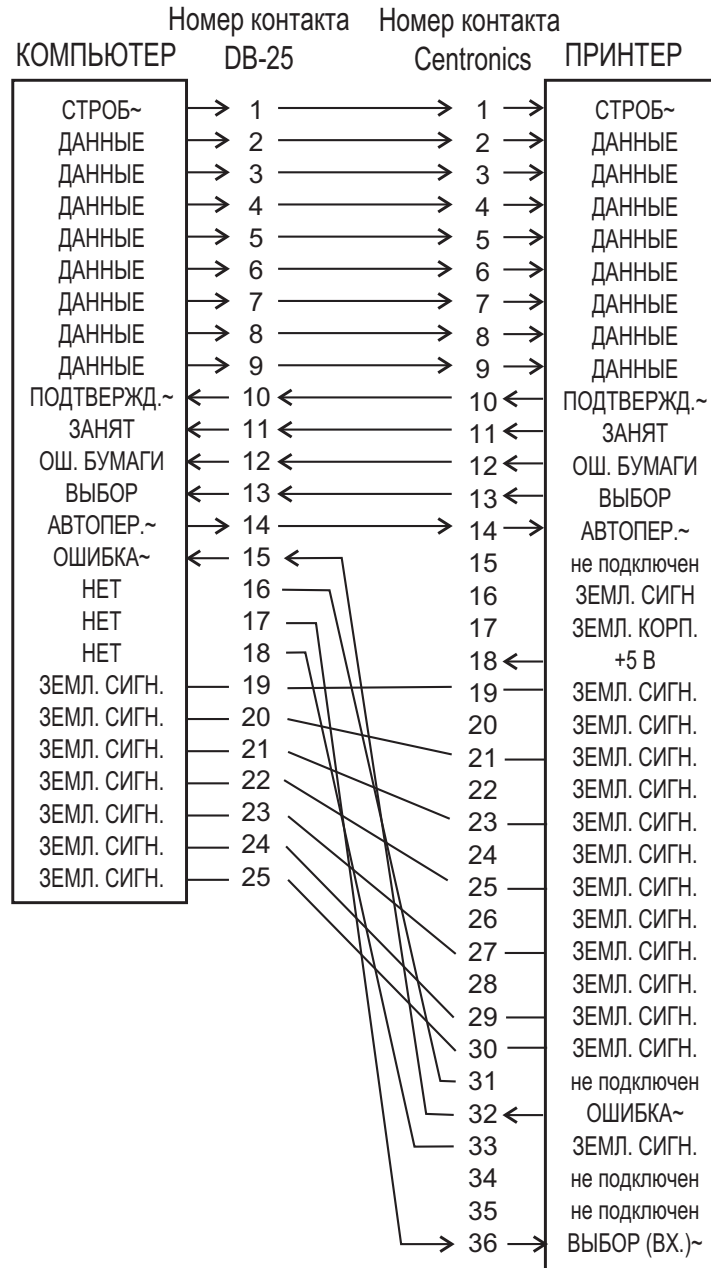 Номер контакта Номер контакта
КОМПЬЮТЕР DB-25 Centronics ПРИНТЕР
СТРОБ~ 1 1 СТРОБ~
ДАННЫЕ 2 2 ДАННЫЕ
ДАННЫЕ 3 3 ДАННЫЕ
ДАННЫЕ 4 4 ДАННЫЕ
ДАННЫЕ 5 5 ДАННЫЕ
ДАННЫЕ 6 6 ДАННЫЕ
ДАННЫЕ 7 7 ДАННЫЕ
ДАННЫЕ 8 8 ДАННЫЕ
ДАННЫЕ 9 9 ДАННЫЕ
ПОДТВЕРЖД.~ 10 10 ПОДТВЕРЖД.~
ЗАНЯТ 11 11 ЗАНЯТ
ОШ. БУМАГИ 12 12 ОШ. БУМАГИ
ВЫБОР 13 13 ВЫБОР
АВТОПЕР.~ 14 14 АВТОПЕР.~
ОШИБКА~ 15 15 не подключен
НЕТ 16 16 ЗЕМЛ. СИГН
НЕТ 17 17 ЗЕМЛ. КОРП.
НЕТ 18 18 +5 В
ЗЕМЛ. СИГН. 19 19 ЗЕМЛ. СИГН.
ЗЕМЛ. СИГН. 20 20 ЗЕМЛ. СИГН.
ЗЕМЛ. СИГН. 21 21 ЗЕМЛ. СИГН.
ЗЕМЛ. СИГН. 22 22 ЗЕМЛ. СИГН.
ЗЕМЛ. СИГН. 23 23 ЗЕМЛ. СИГН.
ЗЕМЛ. СИГН. 24 24 ЗЕМЛ. СИГН.
ЗЕМЛ. СИГН. 25 25 ЗЕМЛ. СИГН.
26 ЗЕМЛ. СИГН.
27 ЗЕМЛ. СИГН.
28 ЗЕМЛ. СИГН.
29 ЗЕМЛ. СИГН.
30 ЗЕМЛ. СИГН.
31 не подключен
32 ОШИБКА~
33 ЗЕМЛ. СИГН.
34 не подключен
35 не подключен
36 ВЫБОР (ВХ.)~